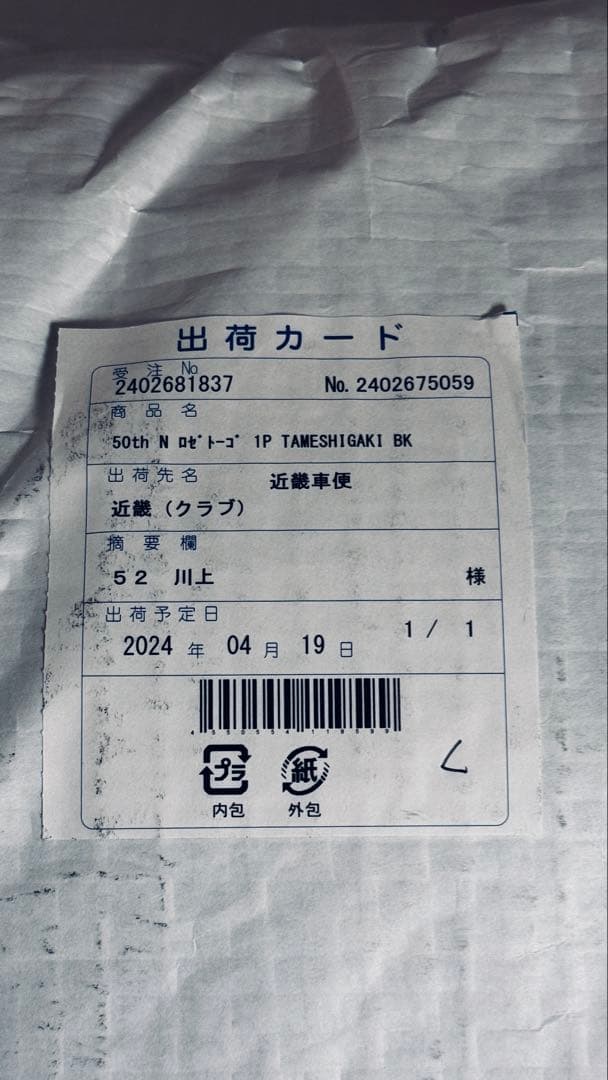 出荷カード
受注No
2402681837 No. 2402675059
商品名
50th N ﾛｾﾞﾄｰｺﾞ 1P TAMESHIGAKI BK
出荷先名 近畿車便
近畿（クラブ）
摘要欄
５２ 川上 様
出荷予定日
2024 年 04 月 19 日 1 / 1
プラ 紙
内包 外包